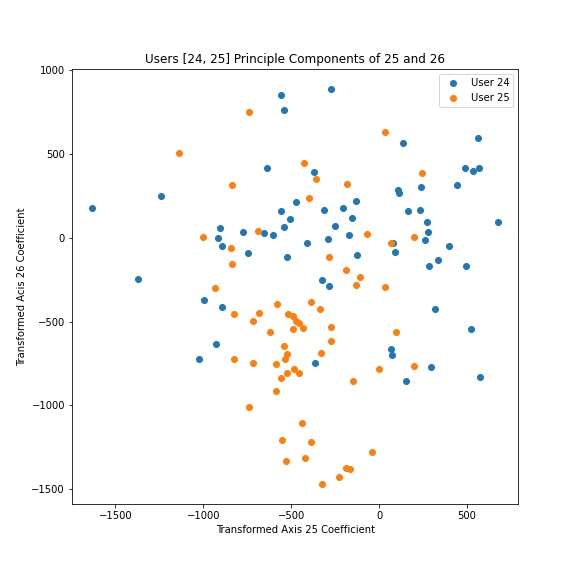 Users [24, 25] Principle Components of 25 and 26
User 24
User 25
1000
500
0
−500
−1000
−1500
Transformed Acis 26 Coefficient
−1500
−1000
−500
0
500
Transformed Axis 25 Coefficient